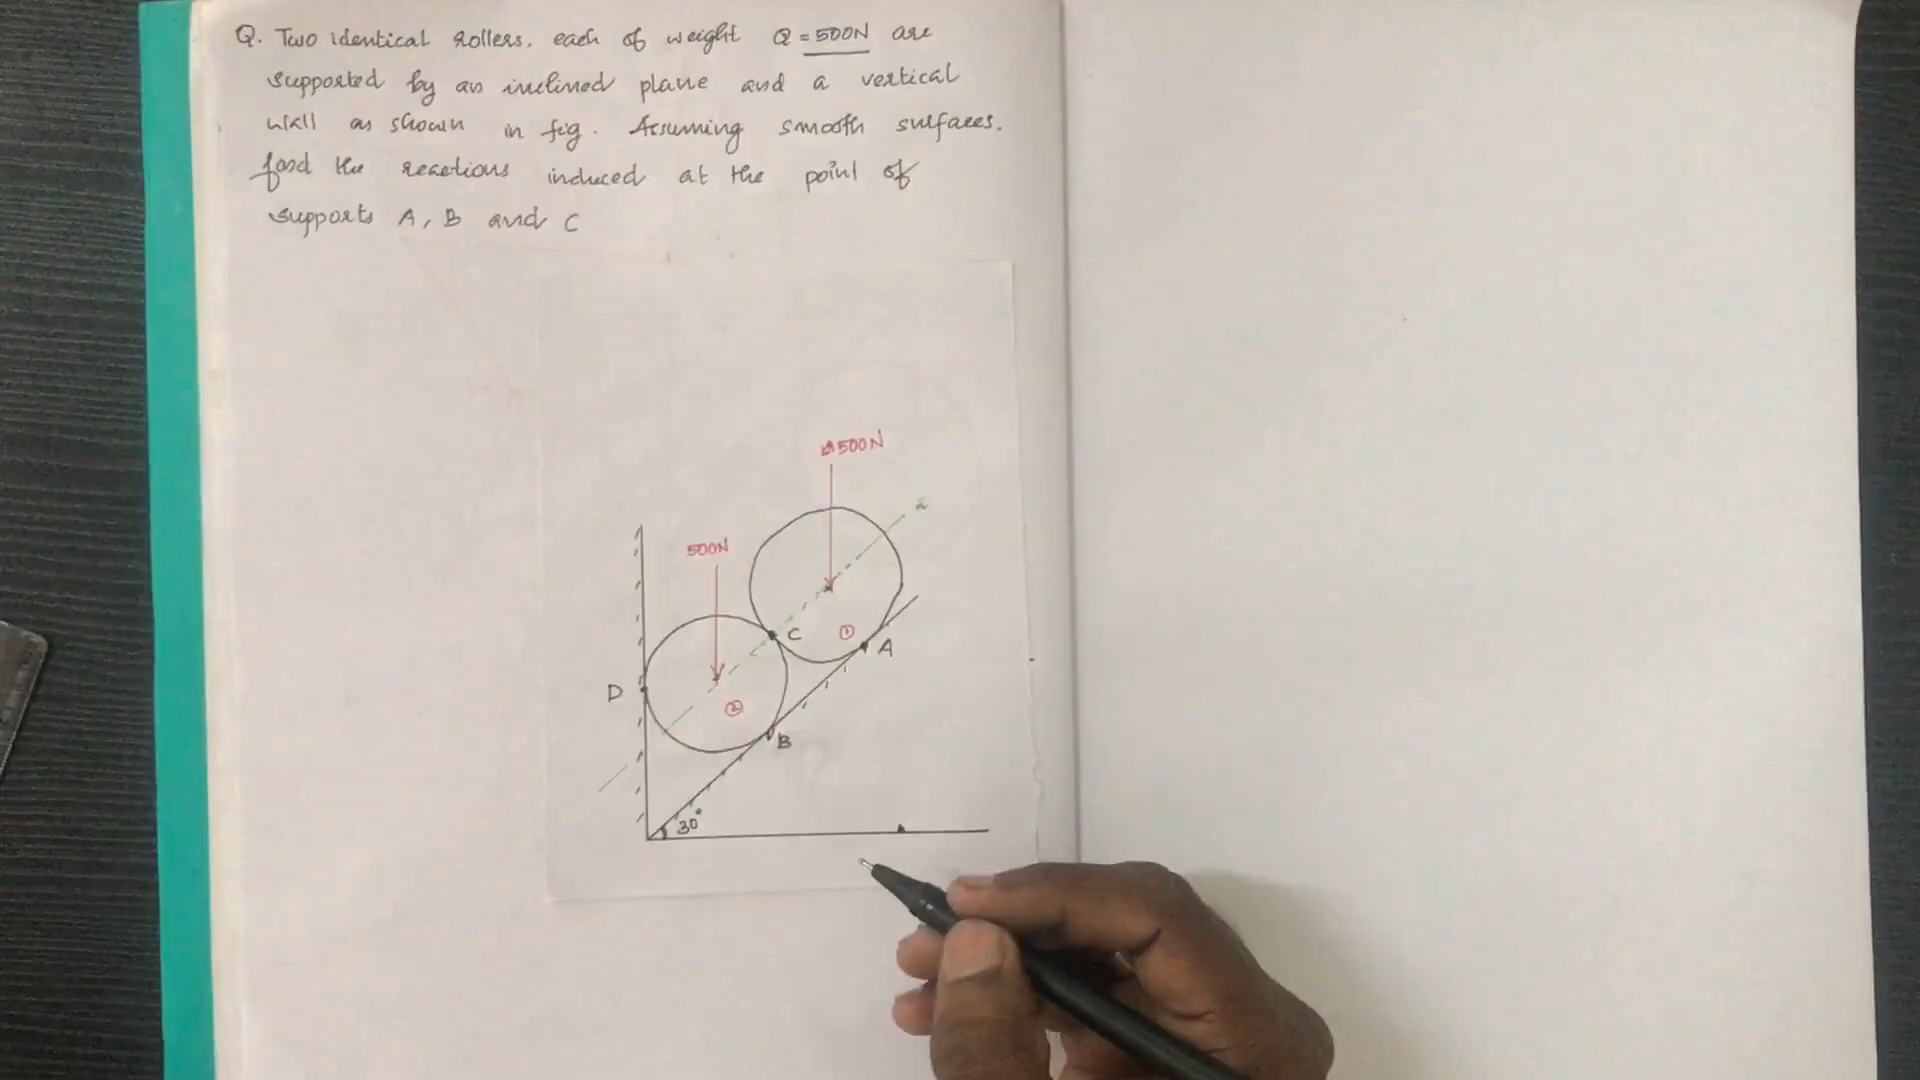 Q. Two identical rollers. each of weight Q = 500N are
supported by an inclined plane and a vertical
wall as shown in fig. Assuming smooth surfaces.
find the reactions induced at the point of
supports A, B and C
500N
500N
C
①
A
D
②
B
30°